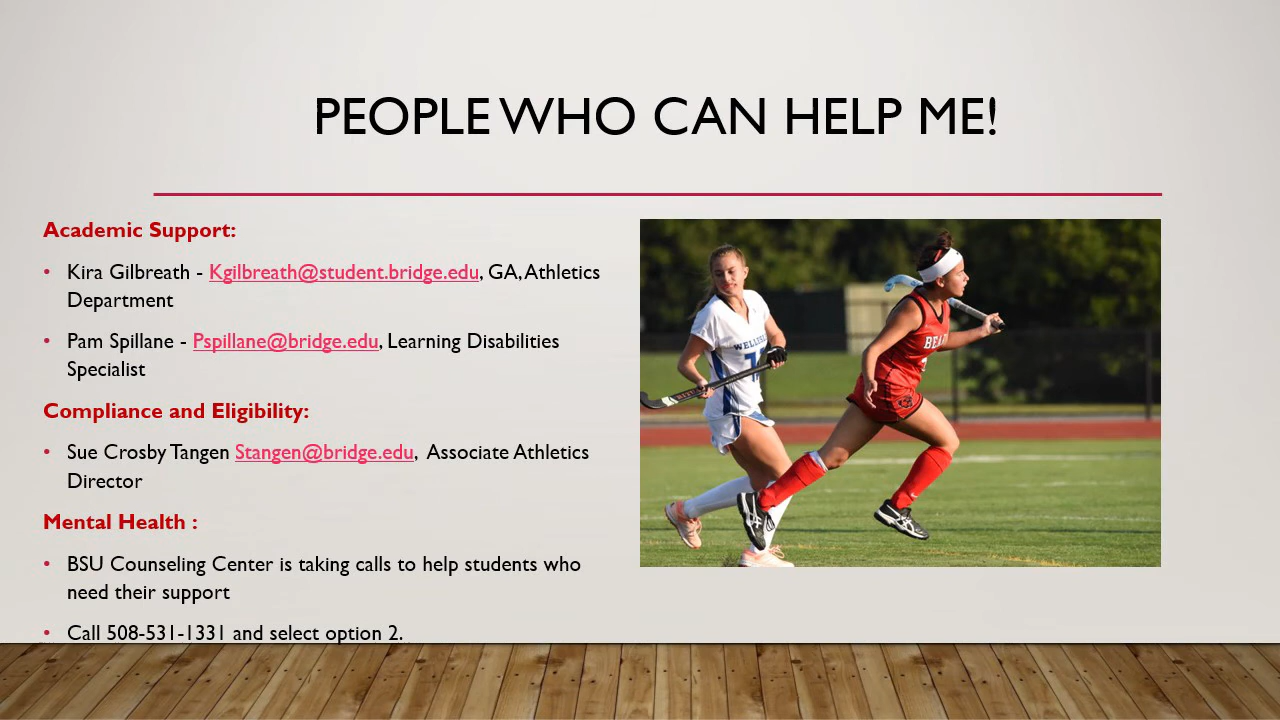 PEOPLE WHO CAN HELP ME!
Academic Support:
• Kira Gilbreath - Kgilbreath@student.bridge.edu, GA, Athletics
Department
• Pam Spillane - Pspillane@bridge.edu, Learning Disabilities
Specialist
Compliance and Eligibility:
• Sue Crosby Tangen Stangen@bridge.edu,  Associate Athletics
Director
Mental Health :
• BSU Counseling Center is taking calls to help students who
need their support
• Call 508-531-1331 and select option 2.